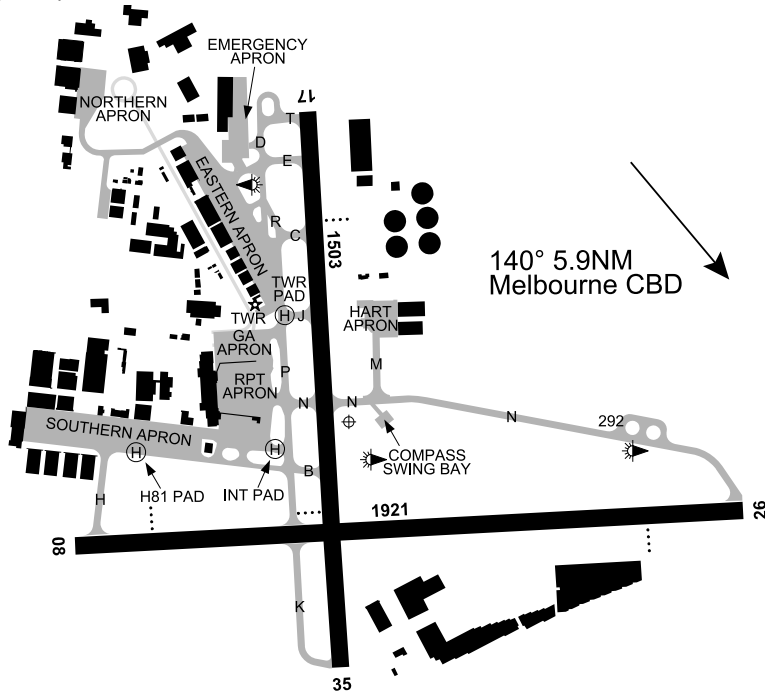 EMERGENCY
APRON
NORTHERN
APRON
17
T
D
E
EASTERN APRON
R
C
1503
140° 5.9NM
Melbourne CBD
TWR
PAD
H
J
TWR
HART
APRON
GA
APRON
P
M
RPT
APRON
N
N
N
292
SOUTHERN APRON
H
H
COMPASS
SWING BAY
B
H
H81 PAD
INT PAD
1921
26
08
K
35